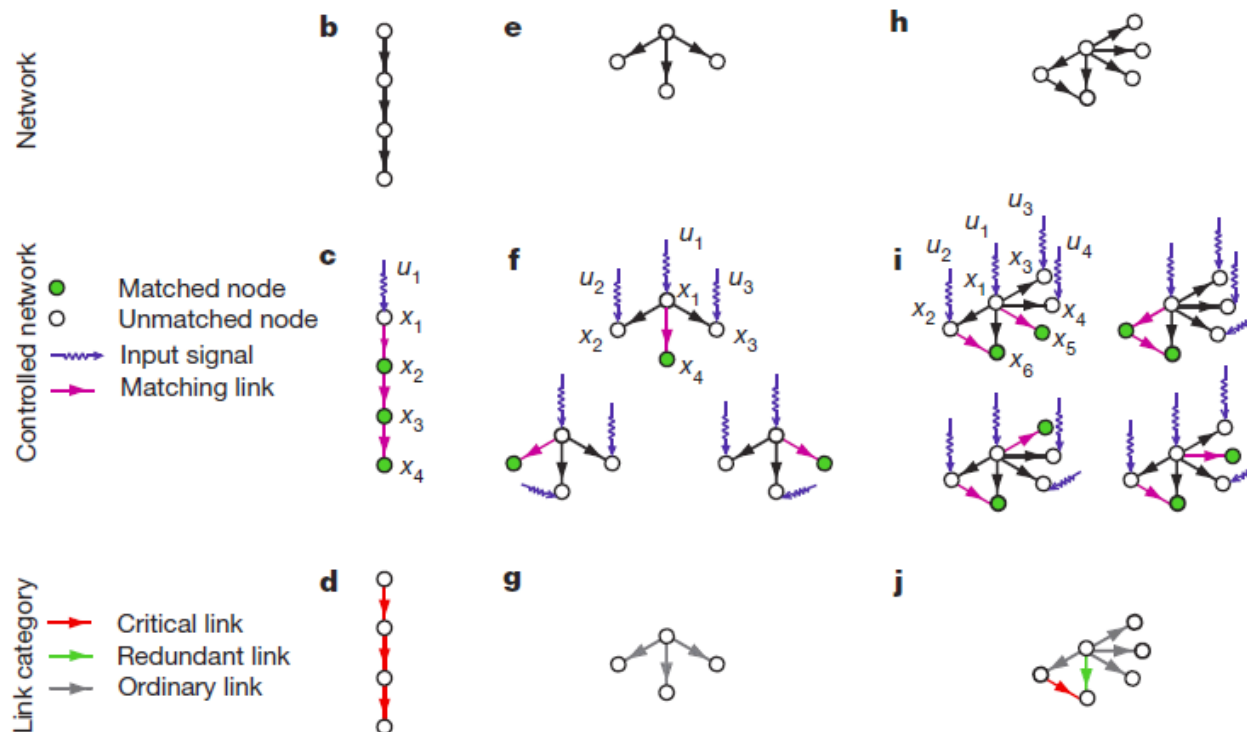 b
e
h
Network
c
u1
x1
x2
x3
x4
f
u1
u2
u3
x1
x2
x3
x4
i
u3
u1
u4
u2
x3
x1
x4
x2
x5
x6
Controlled network
Matched node
Unmatched node
Input signal
Matching link
d
g
j
Link category
Critical link
Redundant link
Ordinary link